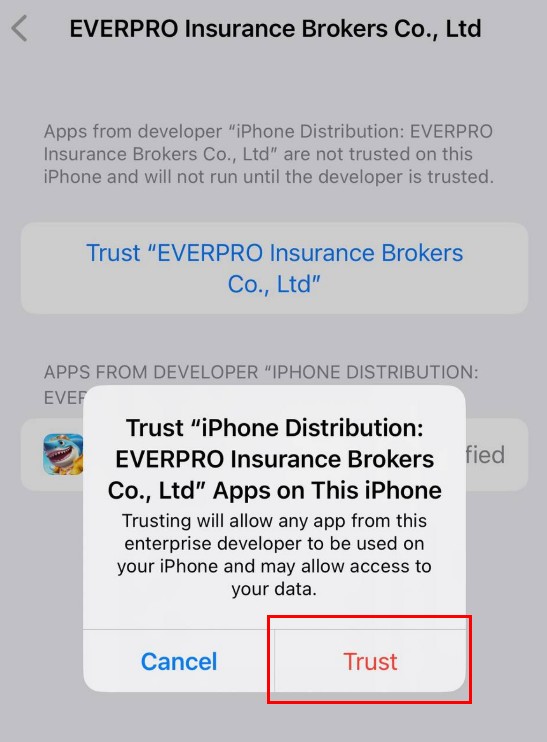 EVERPRO Insurance Brokers Co., Ltd
Apps from developer “iPhone Distribution: EVERPRO
Insurance Brokers Co., Ltd” are not trusted on this
iPhone and will not run until the developer is trusted.
Trust “EVERPRO Insurance Brokers
Co., Ltd”
APPS FROM DEVELOPER “IPHONE DISTRIBUTION:
Trust “iPhone Distribution:
EVERPRO Insurance Brokers
Co., Ltd” Apps on This iPhone
Trusting will allow any app from this
enterprise developer to be used on
your iPhone and may allow access to
your data.
Cancel Trust